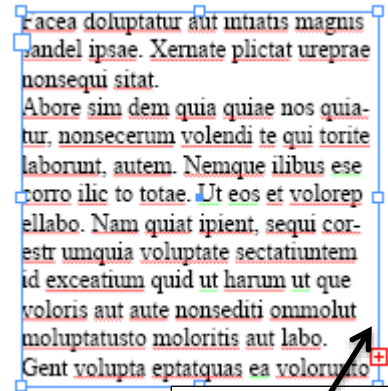 Facea doluptatur aut intiatis magnis
andel ipsae. Xernate plictat ureprae
nonsequi sitat.
Abore sim dem quia quiae nos quia-
tur, nonsecerum volendi te qui torite
laborunt, autem. Nemque ilibus ese
corro ilic to totae. Ut eos et volorep
ellabo. Nam quiat ipient, sequi cor-
estr umquia voluptate sectatiuntem
id exceatium quid ut harum ut que
voloris aut aute nonsediti ommolut
moluptatusto moloritis aut labo.
Gent volupta eptatquas ea volorunto